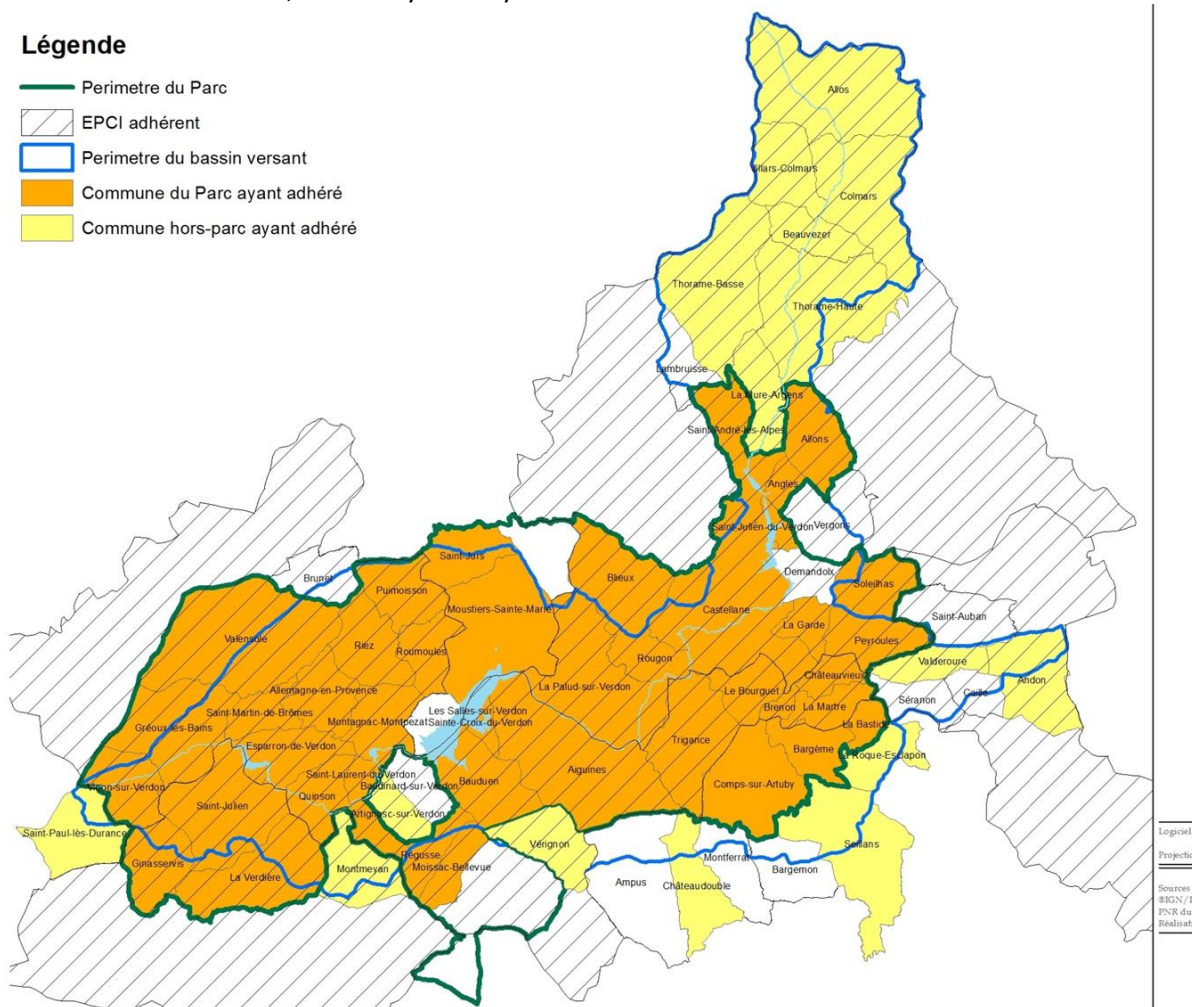 Légende
Perimetre du Parc
EPCI adhérent
Perimetre du bassin versant
Commune du Parc ayant adhéré
Commune hors-parc ayant adhéré
Allos
Villars-Colmars
Colmars
Beauvezer
Thorame-Basse
Thorame-Haute
Lambruisse
La Mure-Argens
Saint-André-les-Alpes
Allons
Angles
Saint-Julien-du-Verdon
Vergons
Saint-Jurs
Brunet
Blieux
Demandolx
Soleilhas
Puimoisson
Moustiers-Sainte-Marie
Castellane
Saint-Auban
La Garde
Valensole
Riez
Roumoules
Rougon
Peyroules
Valderoure
Châteauvieux
Andon
Séranon
Caille
Allemagne-en-Provence
La Palud-sur-Verdon
Le Bourguet
Brenon
La Martre
Saint-Martin-de-Brômes
Les Salles-sur-Verdon
Montagnac-Montpezat
Sainte-Croix-du-Verdon
La Bastide
Gréoux-les-Bains
Trigance
Bargème
Esparron-de-Verdon
La Roque-Esclapon
Saint-Laurent-du-Verdon
Aiguines
Bauduen
Vinon-sur-Verdon
Baudinard-sur-Verdon
Comps-sur-Artuby
Quinson
Saint-Julien
Artignosc-sur-Verdon
Saint-Paul-lès-Durance
Vérignon
Seillans
Régusse
Montferrat
Ginasservis
Moissac-Bellevue
Montmeyan
Bargemon
La Verdière
Ampus
Châteaudouble
Logiciel
Projectio
Sources
©IGN/
PNR du
Réalisat